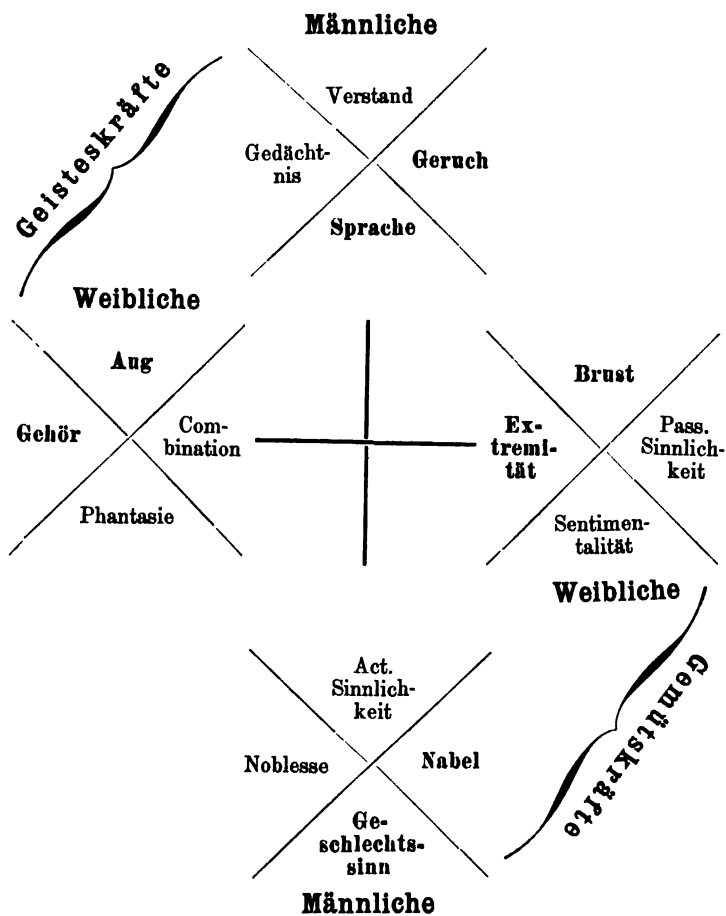 Männliche
Geisteskräfte
Verstand
Gedächt-
nis
Geruch
Sprache
Weibliche
Aug
Gehör
Com-
bination
Phantasie
Brust
Ex-
tremi-
tät
Pass.
Sinnlich-
keit
Sentimen-
talität
Weibliche
Gemütskräfte
Act.
Sinnlich-
keit
Noblesse
Nabel
Ge-
schlechts-
sinn
Männliche